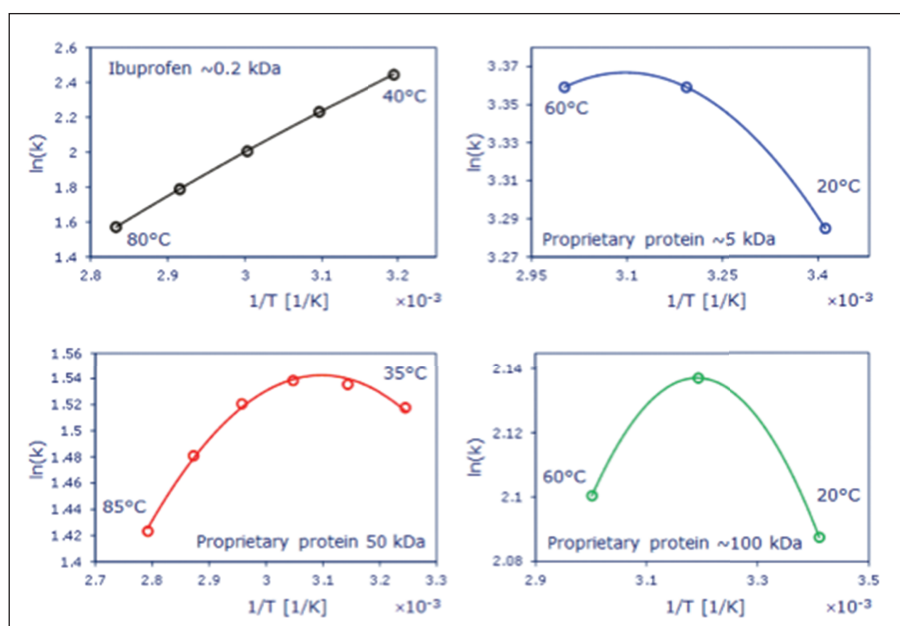 Ibuprofen ~0.2 kDa
2.6
2.4
2.2
2
1.8
1.6
1.4
ln(k)
40°C
80°C
2.8
2.9
3
3.1
3.2
1/T [1/K]
×10⁻³
3.37
3.35
3.33
3.31
3.29
3.27
ln(k)
60°C
20°C
Proprietary protein ~5 kDa
2.95
3.1
3.25
3.4
1/T [1/K]
×10⁻³
1.56
1.54
1.52
1.5
1.48
1.46
1.44
1.42
1.4
ln(k)
35°C
85°C
Proprietary protein 50 kDa
2.7
2.8
2.9
3
3.1
3.2
3.3
1/T [1/K]
×10⁻³
2.14
2.12
2.1
2.08
ln(k)
60°C
20°C
Proprietary protein ~100 kDa
2.9
3.1
3.3
3.5
1/T [1/K]
×10⁻³